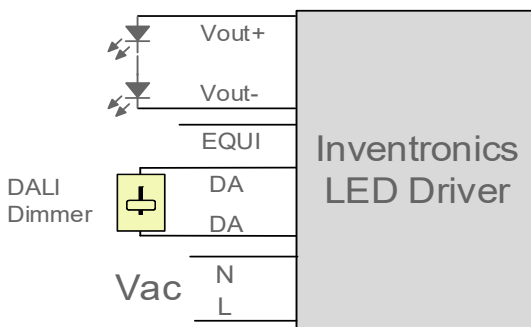 Vout+
Vout-
EQUI
DALI
Dimmer
DA
DA
Vac
N
L
Inventronics
LED Driver